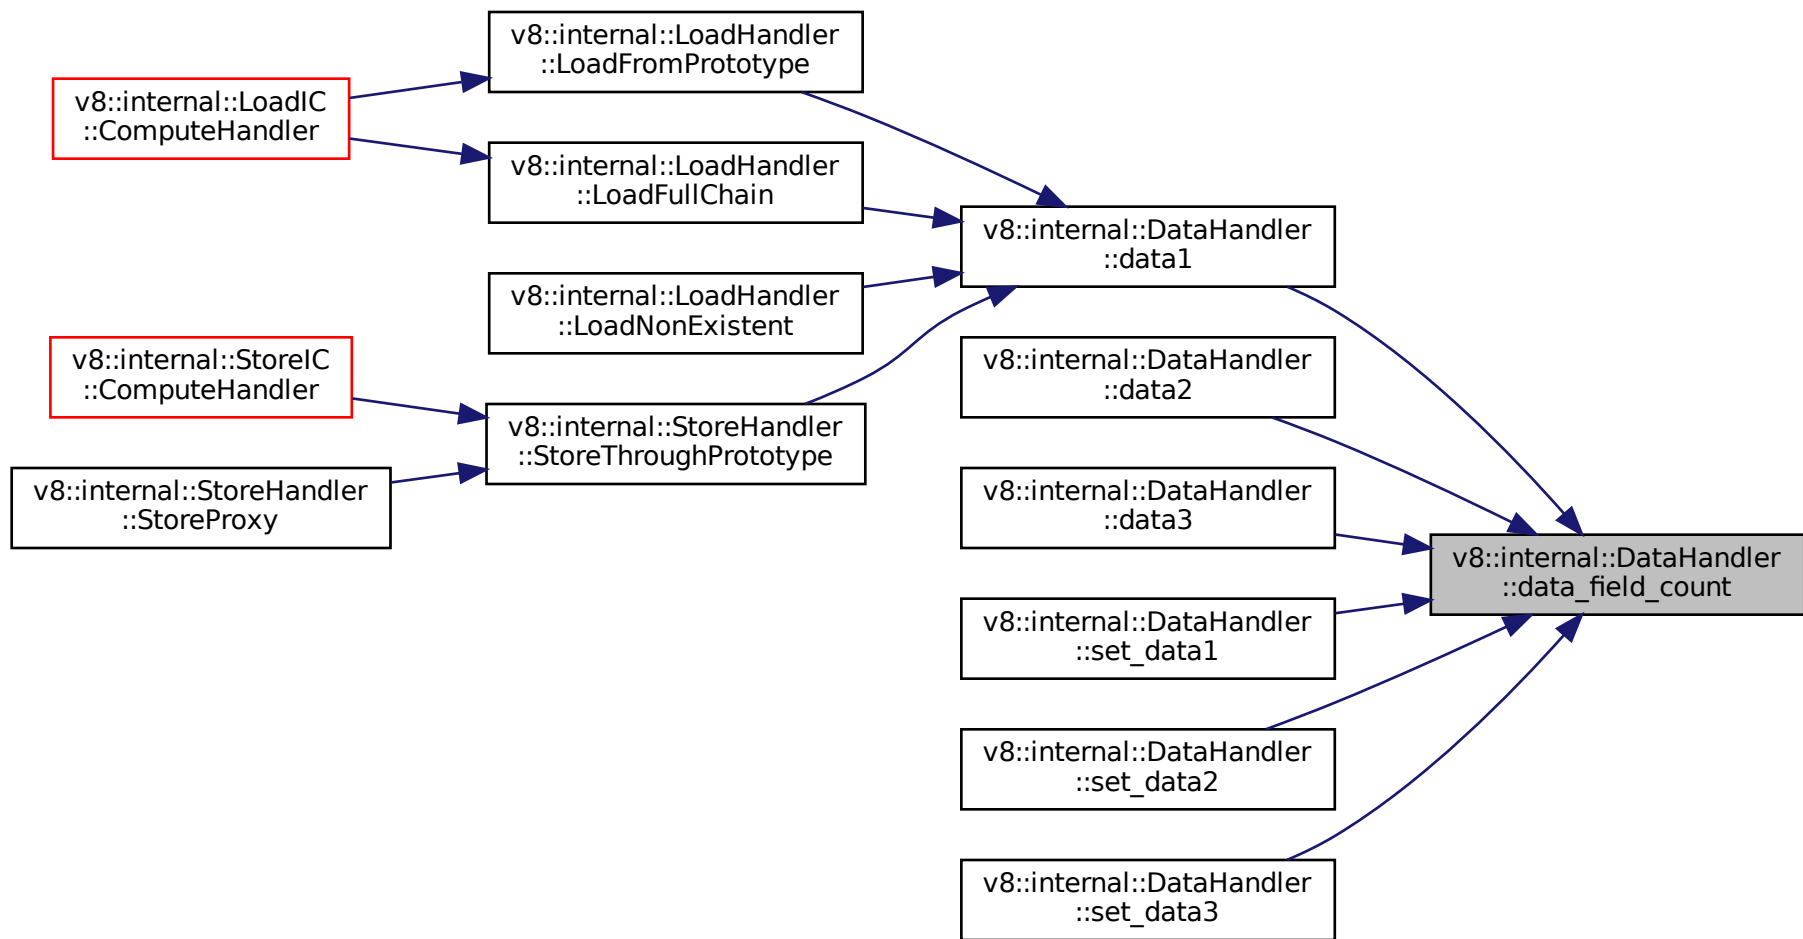 v8::internal::LoadHandler
::LoadFromPrototype
v8::internal::LoadIC
::ComputeHandler
v8::internal::LoadHandler
::LoadFullChain
v8::internal::DataHandler
::data1
v8::internal::LoadHandler
::LoadNonExistent
v8::internal::StoreIC
::ComputeHandler
v8::internal::DataHandler
::data2
v8::internal::StoreHandler
::StoreThroughPrototype
v8::internal::StoreHandler
::StoreProxy
v8::internal::DataHandler
::data3
v8::internal::DataHandler
::data_field_count
v8::internal::DataHandler
::set_data1
v8::internal::DataHandler
::set_data2
v8::internal::DataHandler
::set_data3